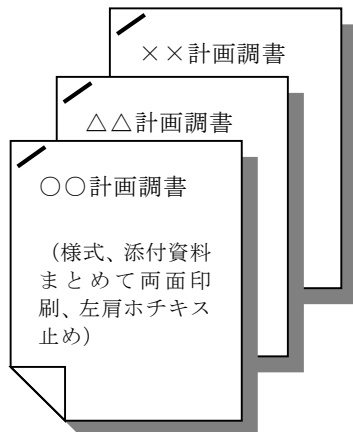 ××計画調書
△△計画調書
○○計画調書
（様式、添付資料
まとめて両面印
刷、左肩ホチキス
止め）